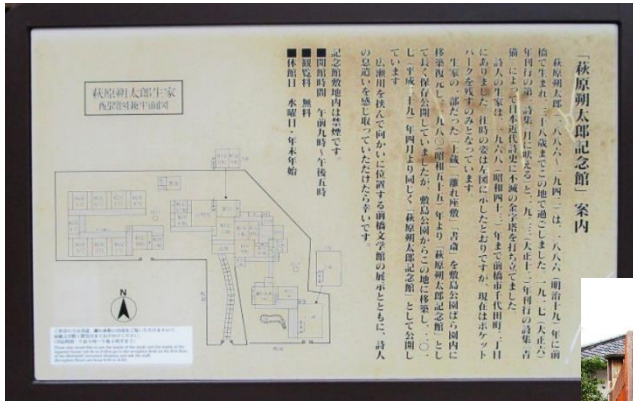 「萩原朔太郎記念館」案内
萩原朔太郎(一八八六〜一九四二)は、一八八六(明治十九)年に前
橋で生まれ、三十八歳までこの地で過ごしました。一九一七(大正六)
年刊行の第一詩集『月に吠える』と一九二三(大正十二)年刊行の詩集『青
猫』によって日本近代詩史に不滅の金字塔を打ち立てました。
詩人の生家は、一九六八(昭和四十三)年まで前橋市千代田町二丁目
にありました。往時の姿は左図に示したとおりですが、現在はポケット
パークを残すのみとなっています。
生家の一部だった「土蔵」「離れ座敷」「書斎」を敷島公園ばら園内に
移築復元し、一九八〇(昭和五十五)年より「萩原朔太郎記念館」とし
て長く保存公開していましたが、敷島公園からこの地に移築し、二〇一
七(平成二十九)年四月より同じく「萩原朔太郎記念館」として公開し
ています。
広瀬川を挟んで向かいに位置する前橋文学館の展示とともに、詩人
の息遣いを感じ取っていただけたら幸いです。
記念館敷地内は禁煙です。
■開館時間 午前九時〜午後五時
■観覧料 無料
■休館日 水曜日・年末年始
萩原朔太郎生家
配置図兼平面図
N